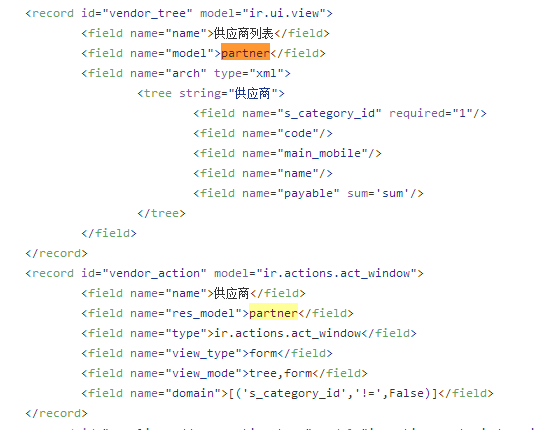 <record id="vendor_tree" model="ir.ui.view">
<field name="name">供应商列表</field>
<field name="model">partner</field>
<field name="arch" type="xml">
<tree string="供应商">
<field name="s_category_id" required="1"/>
<field name="code"/>
<field name="main_mobile"/>
<field name="name"/>
<field name="payable" sum='sum'/>
</tree>
</field>
</record>
<record id="vendor_action" model="ir.actions.act_window">
<field name="name">供应商</field>
<field name="res_model">partner</field>
<field name="type">ir.actions.act_window</field>
<field name="view_type">form</field>
<field name="view_mode">tree,form</field>
<field name="domain">[('s_category_id','!=',False)]</field>
</record>